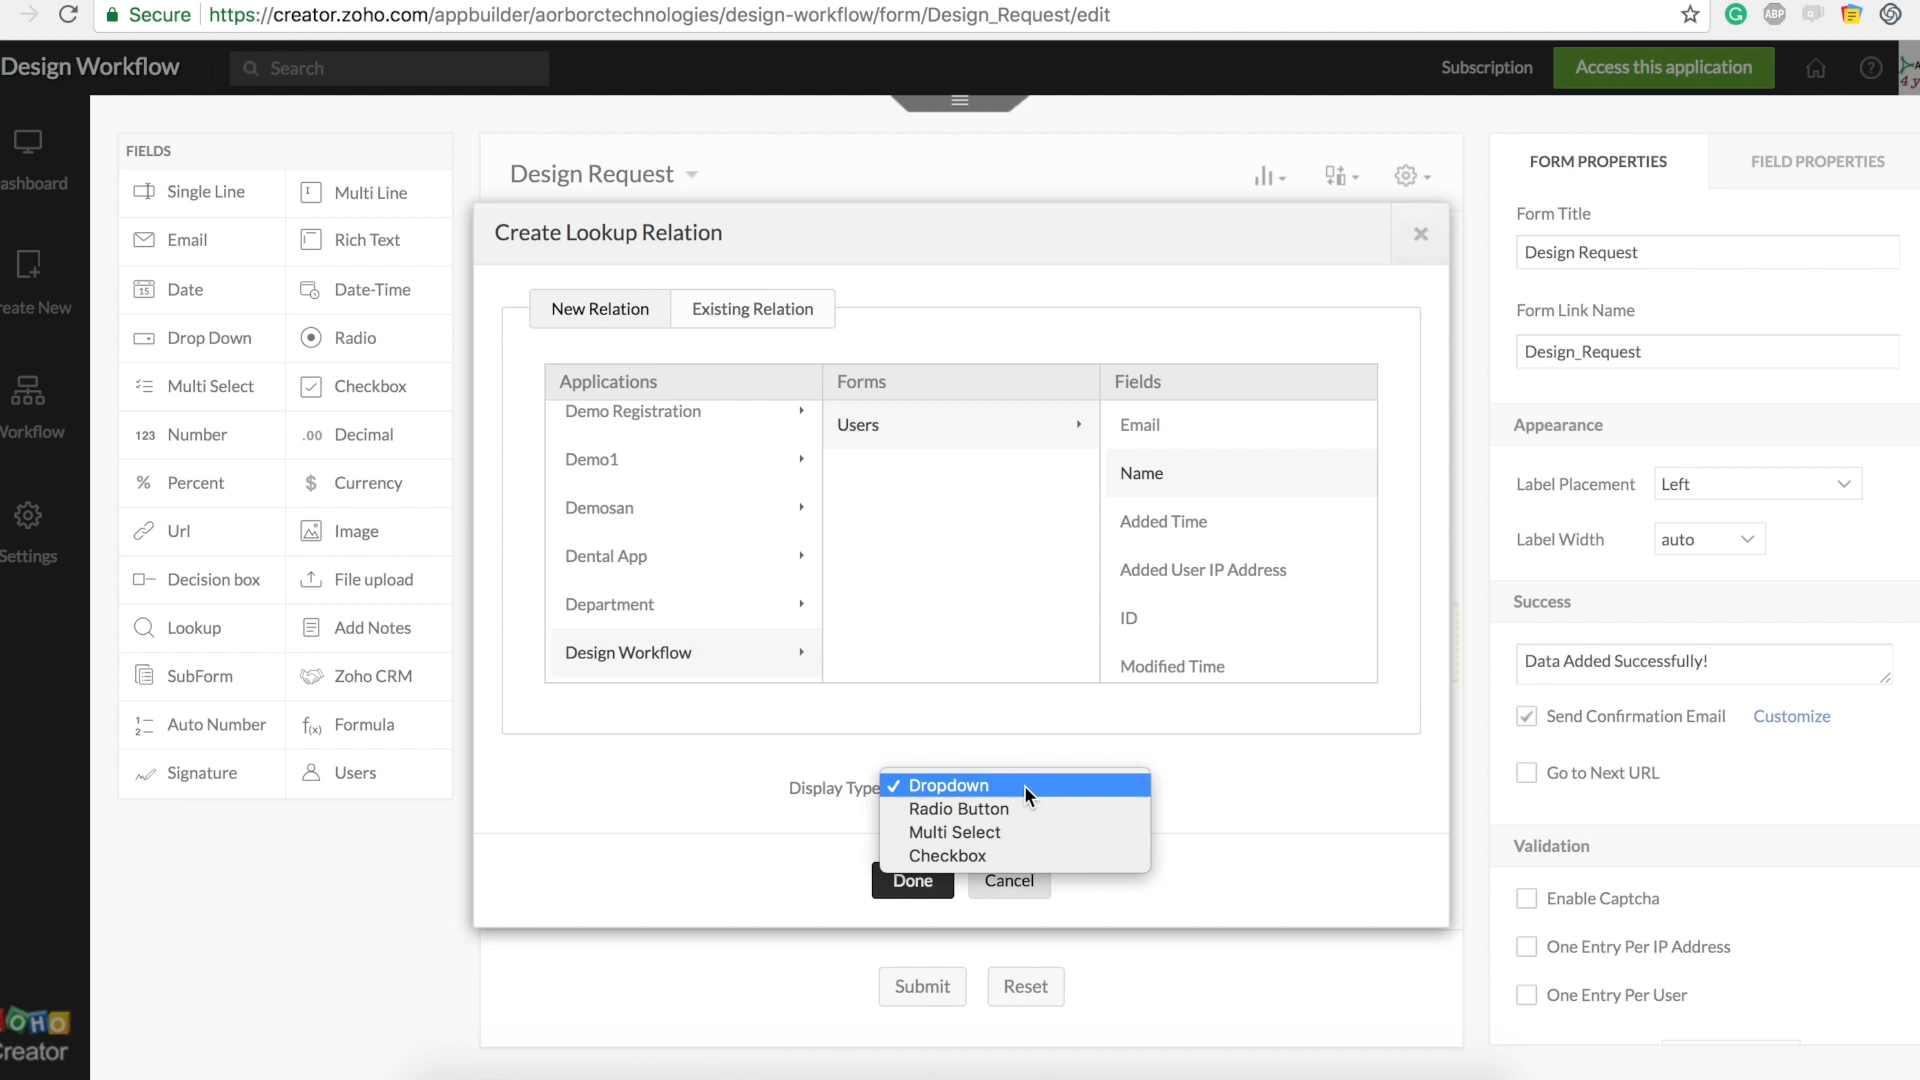 Secure https://creator.zoho.com/appbuilder/aorborctechnologies/design-workflow/form/Design_Request/edit
ABP
Design Workflow
Search
Subscription
Access this application
?
4 y
ashboard
reate New
Workflow
Settings
ZOHO
Creator
FIELDS
Single Line
Multi Line
Email
Rich Text
15 Date
Date-Time
Drop Down
Radio
Multi Select
Checkbox
123 Number
.00 Decimal
% Percent
$ Currency
Url
Image
Decision box
File upload
Lookup
Add Notes
SubForm
Zoho CRM
Auto Number
f(x) Formula
Signature
Users
Design Request
Create Lookup Relation
New Relation
Existing Relation
Applications
Forms
Fields
Demo Registration
Demo1
Demosan
Dental App
Department
Design Workflow
Users
Email
Name
Added Time
Added User IP Address
ID
Modified Time
Display Type
Dropdown
Radio Button
Multi Select
Checkbox
Done
Cancel
Submit
Reset
FORM PROPERTIES
FIELD PROPERTIES
Form Title
Design Request
Form Link Name
Design_Request
Appearance
Label Placement
Left
Label Width
auto
Success
Data Added Successfully!
Send Confirmation Email
Customize
Go to Next URL
Validation
Enable Captcha
One Entry Per IP Address
One Entry Per User